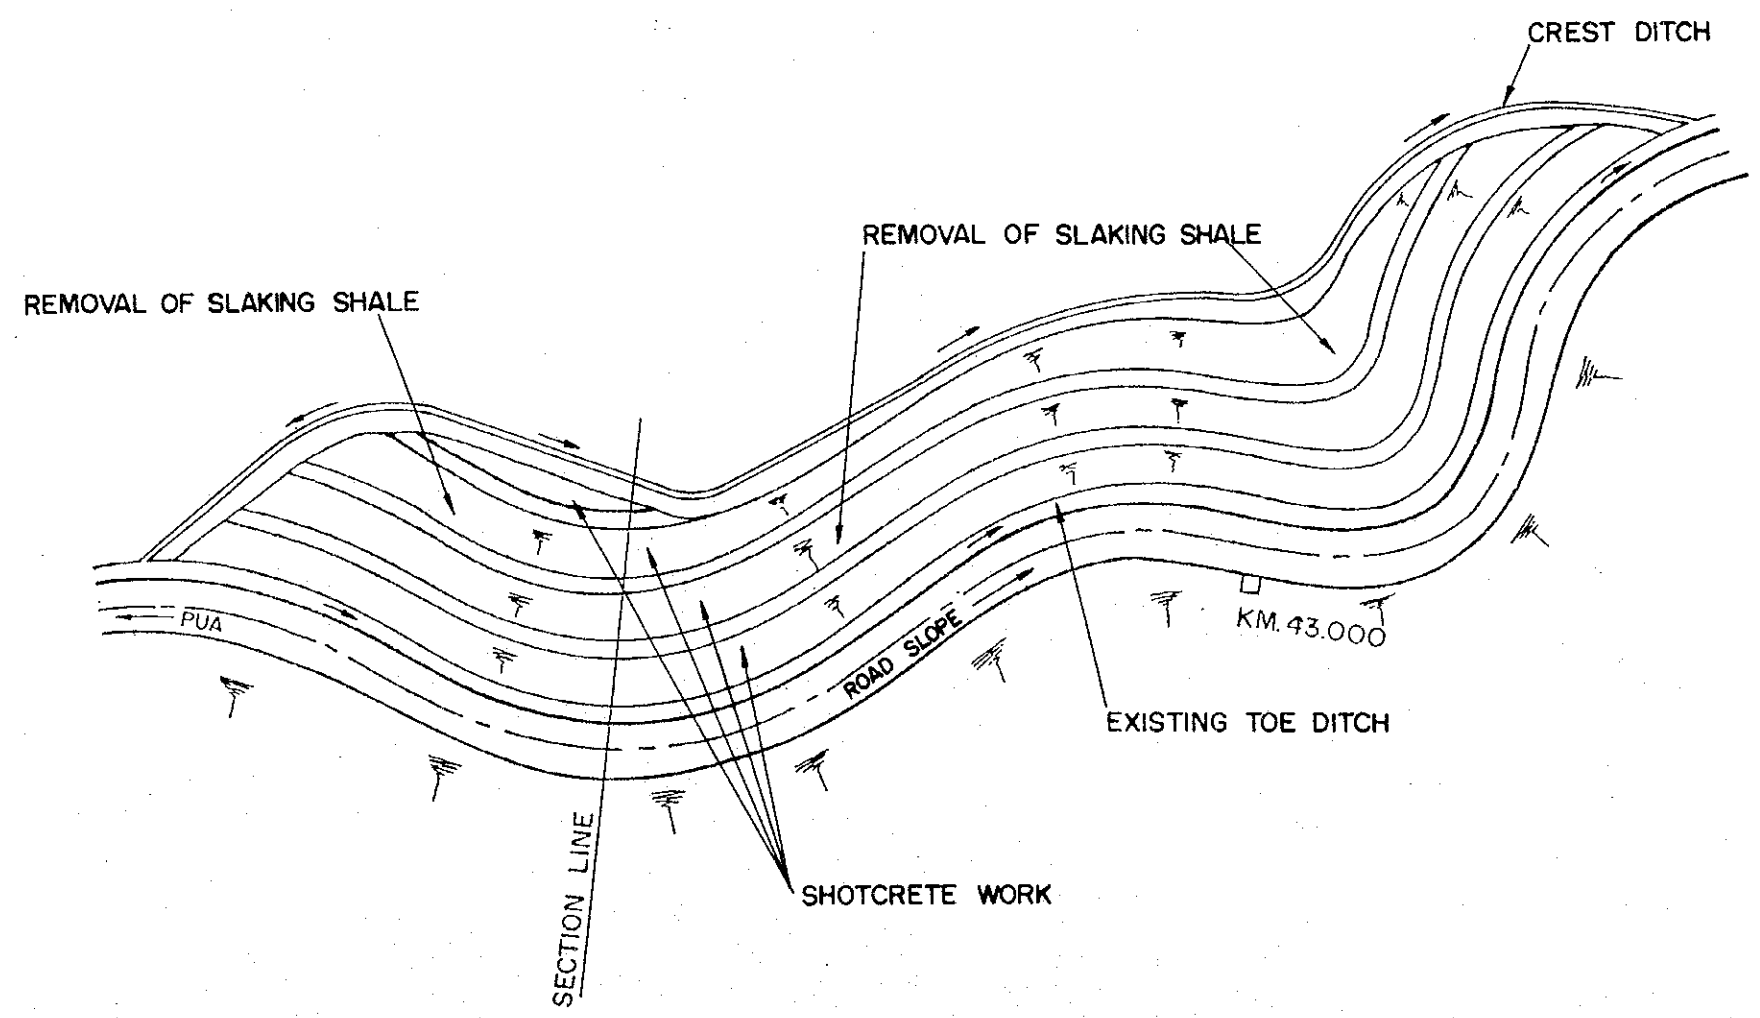 CREST DITCH
REMOVAL OF SLAKING SHALE
REMOVAL OF SLAKING SHALE
PUA
ROAD SLOPE
KM. 43.000
EXISTING TOE DITCH
SHOTCRETE WORK
SECTION LINE